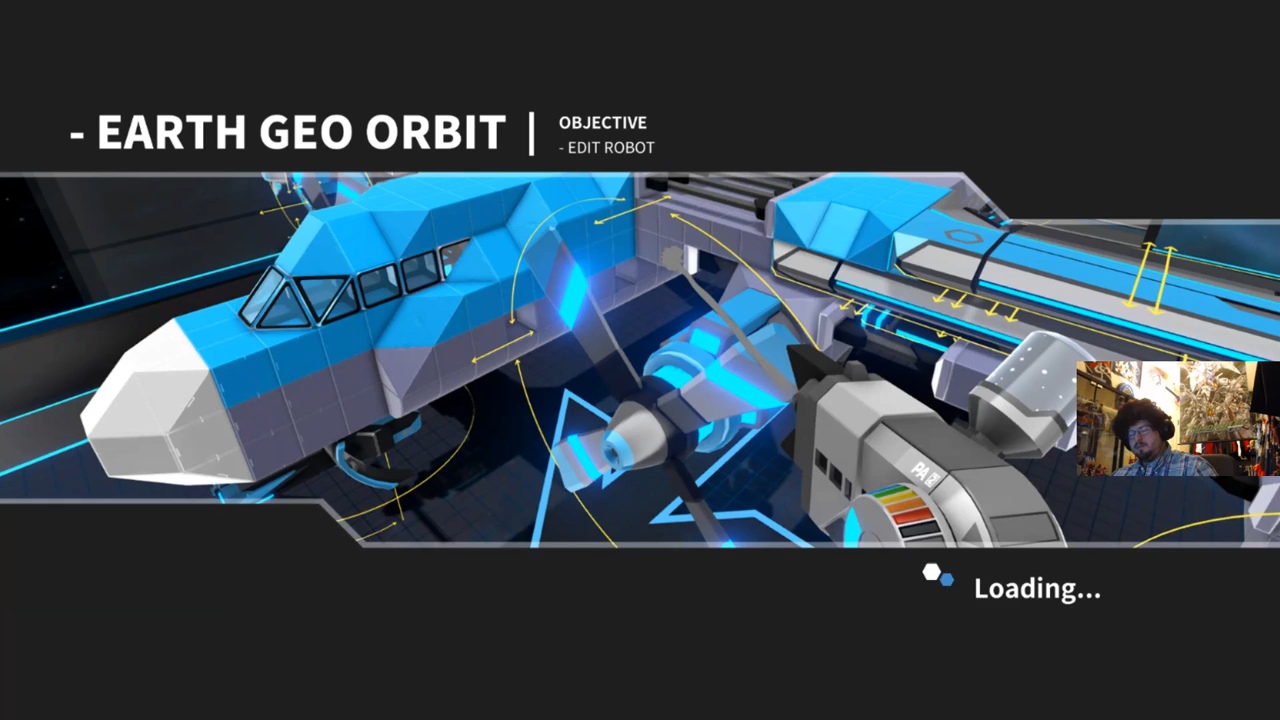 - EARTH GEO ORBIT
OBJECTIVE
- EDIT ROBOT
PA
Loading...